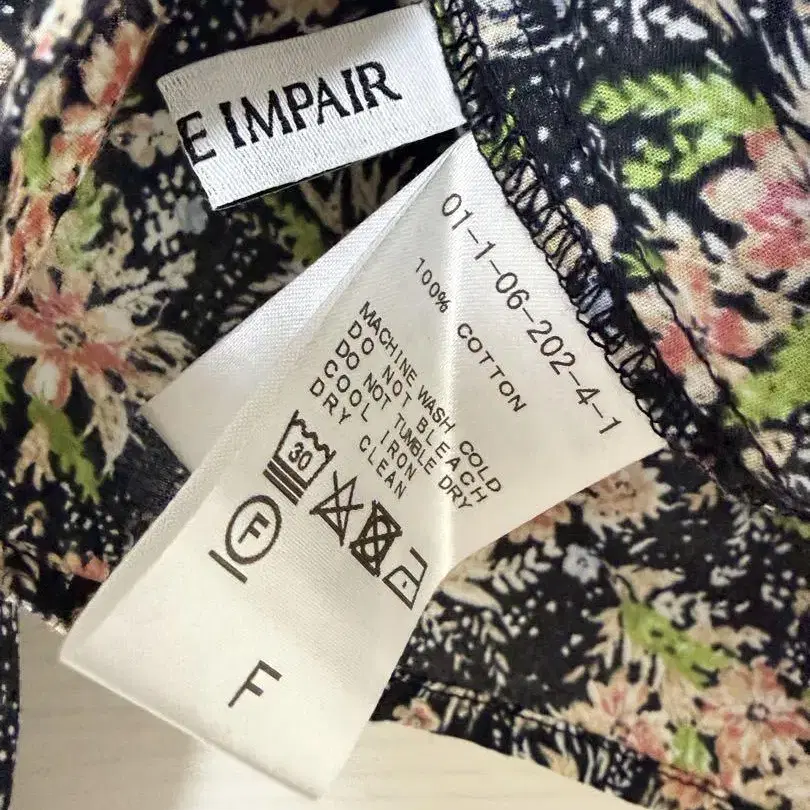 E IMPAIR
01-1-06-202-4-1
100% COTTON
MACHINE WASH COLD
DO NOT BLEACH
DO NOT TUMBLE DRY
COOL IRON
DRY CLEAN
30
F
F